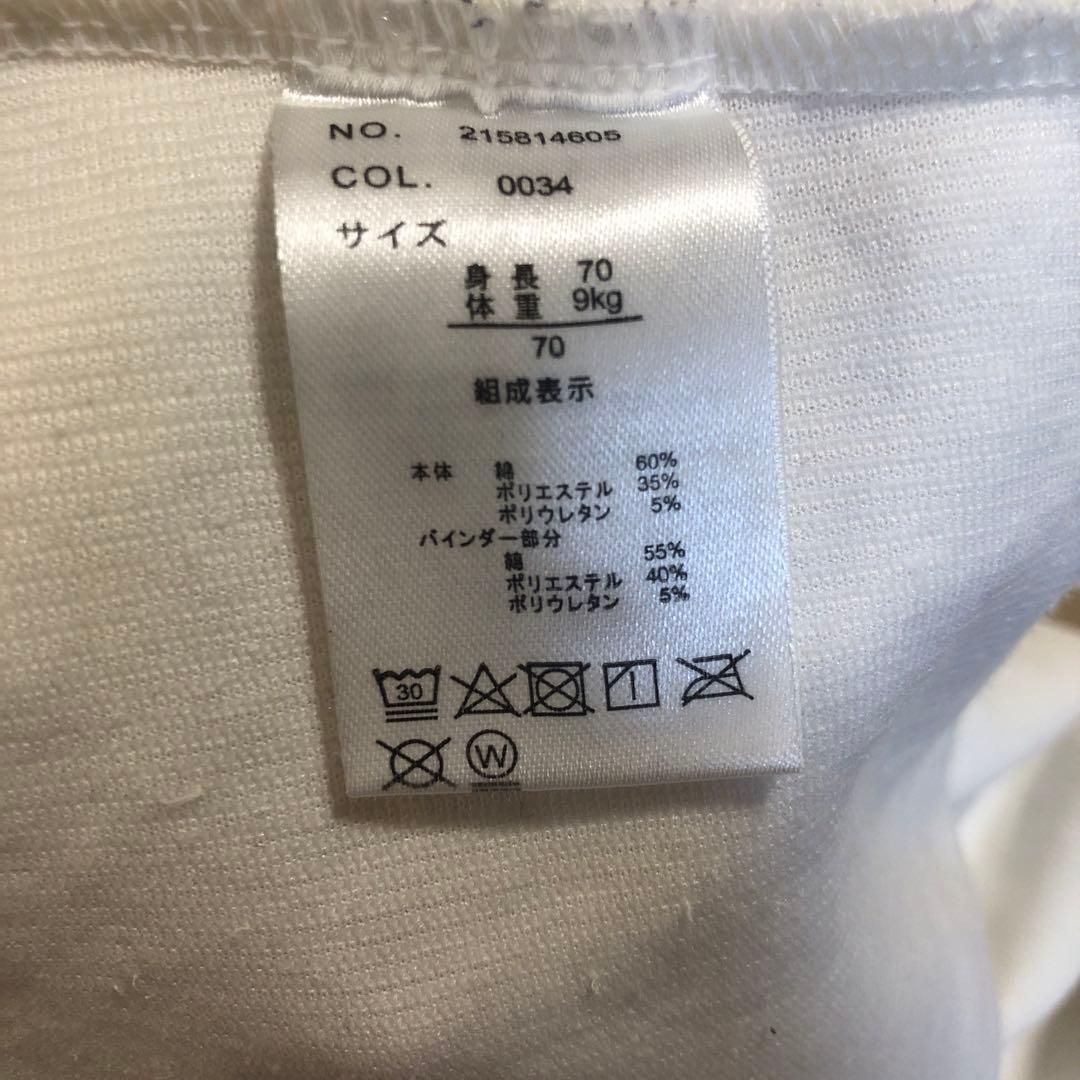 NO. 215814605
COL. 0034
サイズ
身長 70
体重 9kg
70
組成表示
本体 綿 60%
ポリエステル 35%
ポリウレタン 5%
バインダー部分
綿 55%
ポリエステル 40%
ポリウレタン 5%
30
W